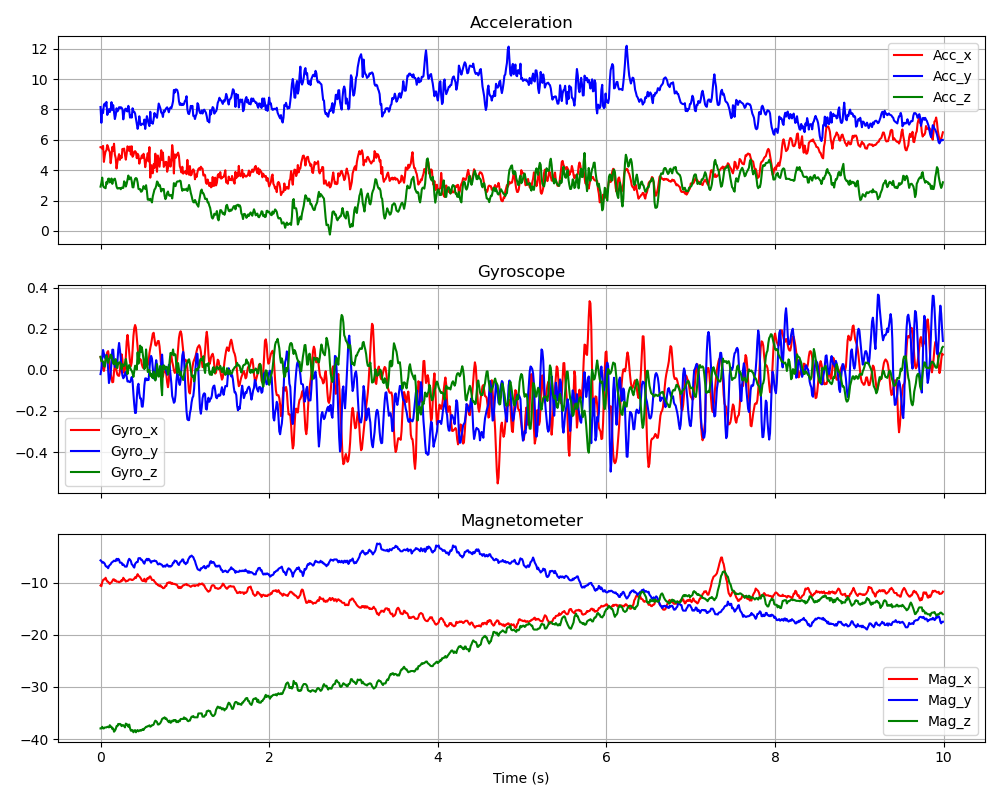 Acceleration
12
10
8
6
4
2
0
Acc_x
Acc_y
Acc_z
Gyroscope
0.4
0.2
0.0
−0.2
−0.4
Gyro_x
Gyro_y
Gyro_z
Magnetometer
−10
−20
−30
−40
Mag_x
Mag_y
Mag_z
0 2 4 6 8 10
Time (s)